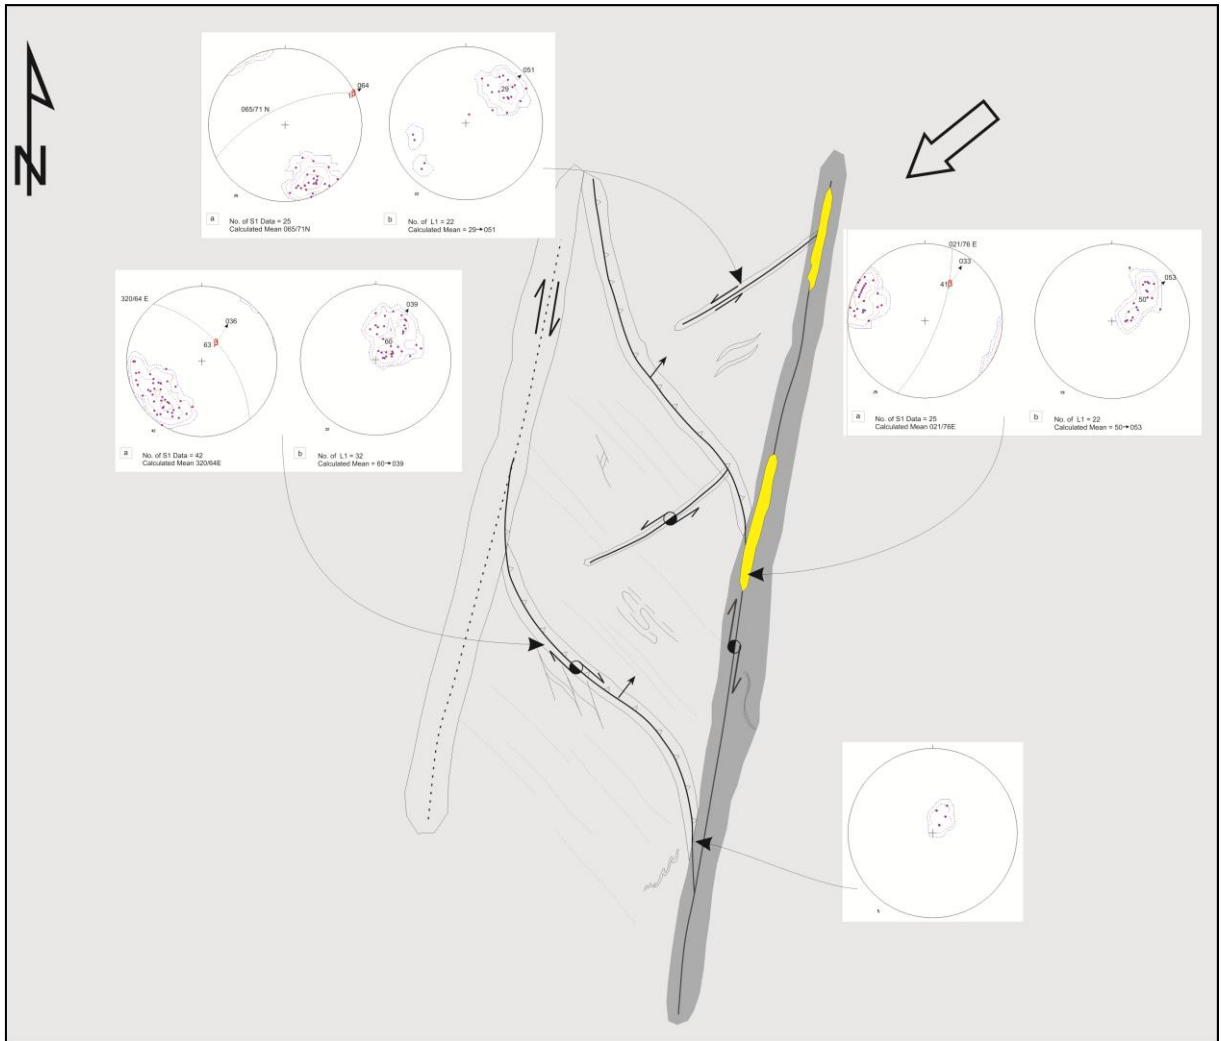 N
065/71 N
β
064
a
No. of S1 Data = 25
Calculated Mean 065/71N
29
051
b
No. of L1 = 22
Calculated Mean = 29→051
320/64 E
036
63 β
a
No. of S1 Data = 42
Calculated Mean 320/64E
039
60
b
No. of L1 = 32
Calculated Mean = 60→039
021/76 E
033
41 β
a
No. of S1 Data = 25
Calculated Mean 021/76E
053
50
b
No. of L1 = 22
Calculated Mean = 50→053